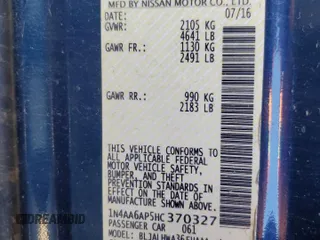 MFD BY NISSAN MOTOR CO., LTD.
DATE: 07/16
GVWR: 2105 KG
4641 LB
GAWR FR.: 1130 KG
2491 LB
GAWR RR.: 990 KG
2183 LB
THIS VEHICLE CONFORMS TO ALL
APPLICABLE FEDERAL MOTOR
VEHICLE SAFETY,
BUMPER, AND THEFT PREVENTION
STANDARDS IN EFFECT ON THE
DATE OF MANUFACTURE SHOWN
ABOVE.
1N4AA6AP5HC370327
PASSENGER CAR 061
MODEL: